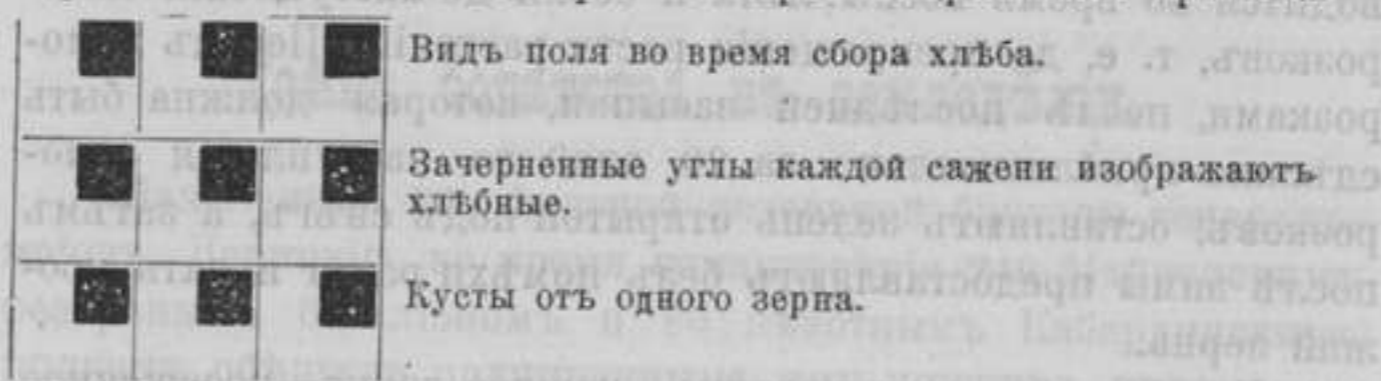 Видъ поля во время сбора хлѣба.
Зачерненные углы каждой сажени изображаютъ
хлѣбные.
Кусты отъ одного зерна.